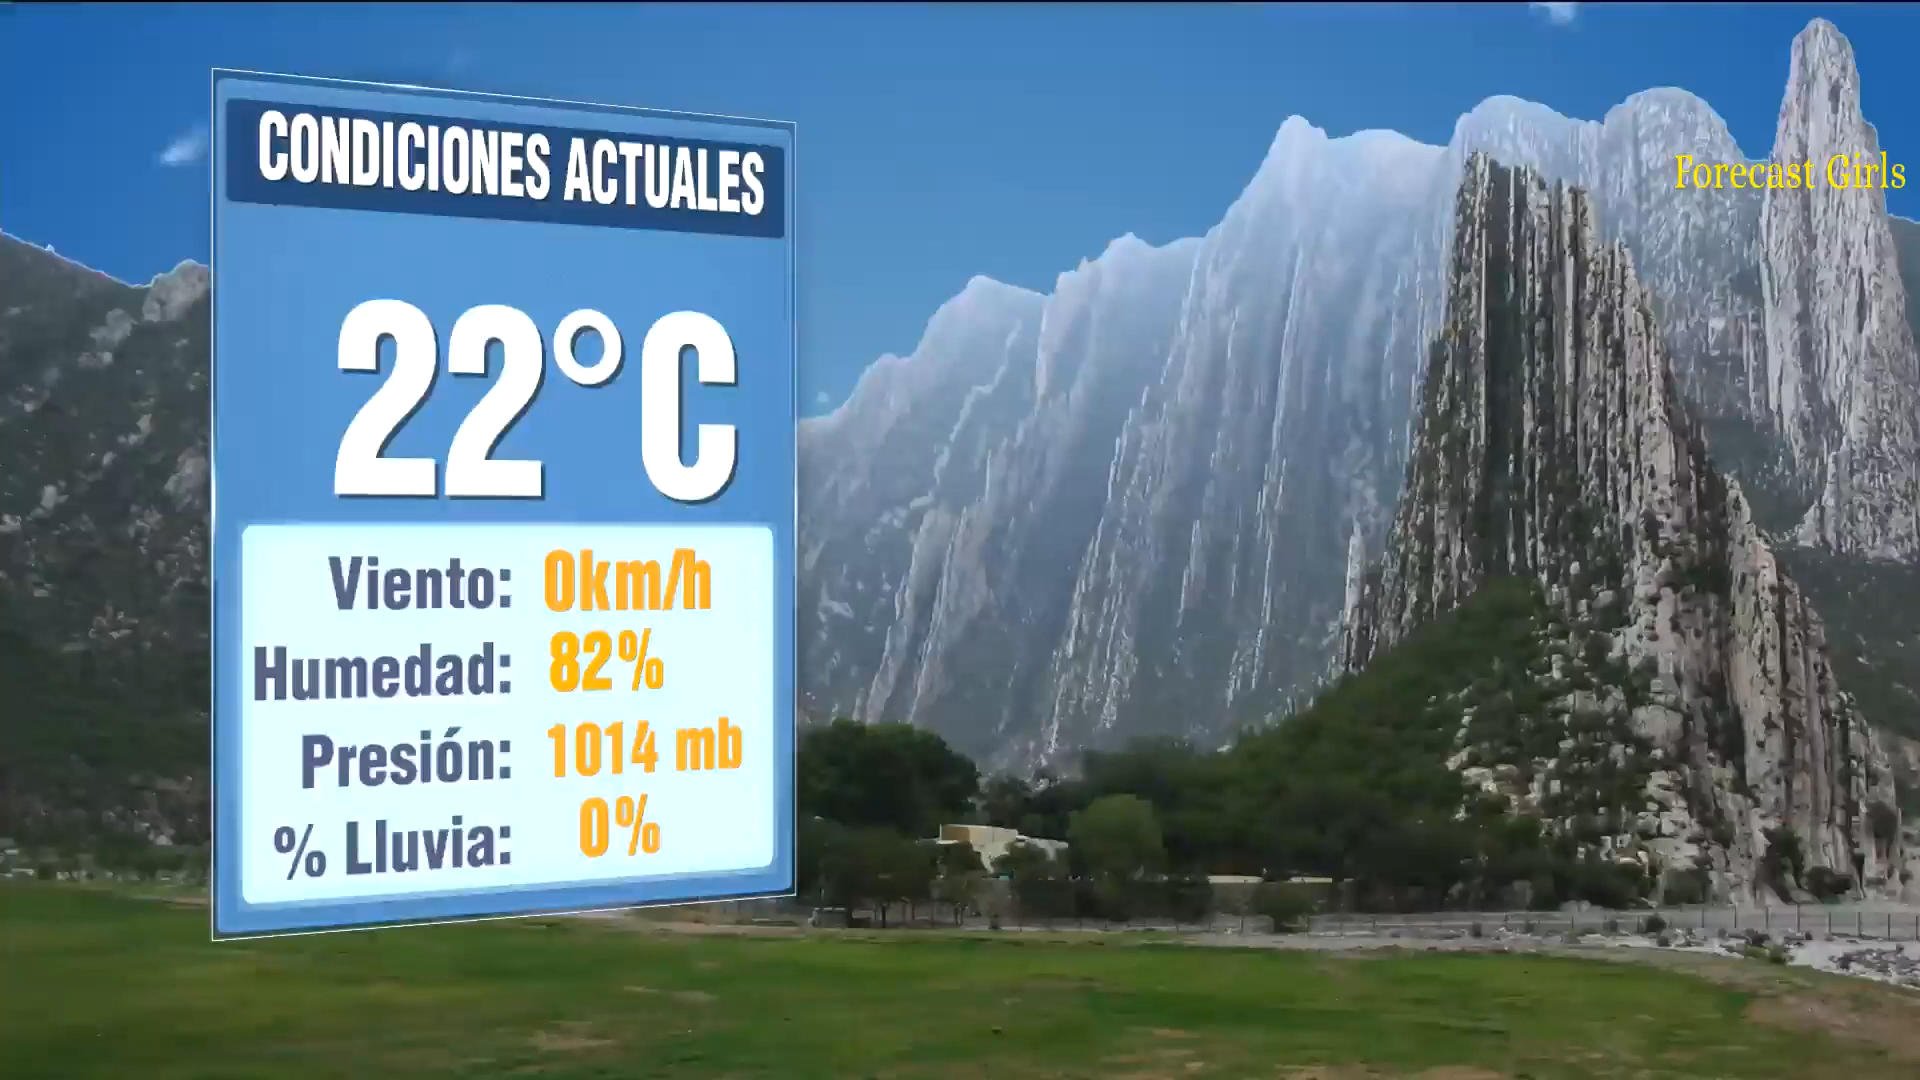 CONDICIONES ACTUALES
22°C
Viento: 0km/h
Humedad: 82%
Presión: 1014 mb
% Lluvia: 0%
Forecast Girls